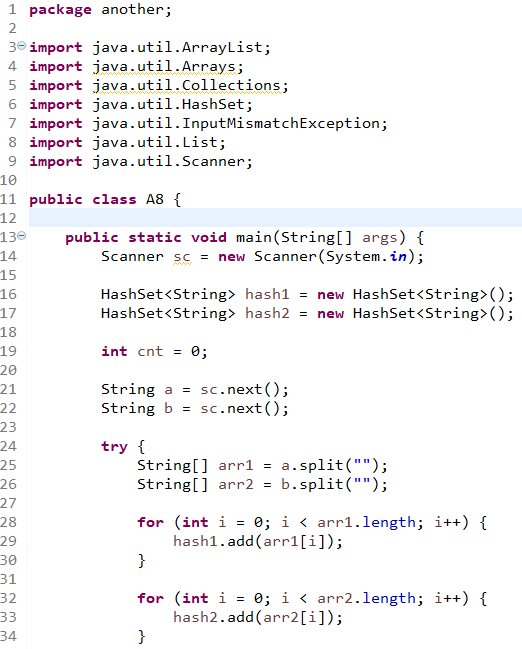 1 package another;
2
3 import java.util.ArrayList;
4 import java.util.Arrays;
5 import java.util.Collections;
6 import java.util.HashSet;
7 import java.util.InputMismatchException;
8 import java.util.List;
9 import java.util.Scanner;
10
11 public class A8 {
12
13     public static void main(String[] args) {
14         Scanner sc = new Scanner(System.in);
15
16         HashSet<String> hash1 = new HashSet<String>();
17         HashSet<String> hash2 = new HashSet<String>();
18
19         int cnt = 0;
20
21         String a = sc.next();
22         String b = sc.next();
23
24         try {
25             String[] arr1 = a.split("");
26             String[] arr2 = b.split("");
27
28             for (int i = 0; i < arr1.length; i++) {
29                 hash1.add(arr1[i]);
30             }
31
32             for (int i = 0; i < arr2.length; i++) {
33                 hash2.add(arr2[i]);
34             }